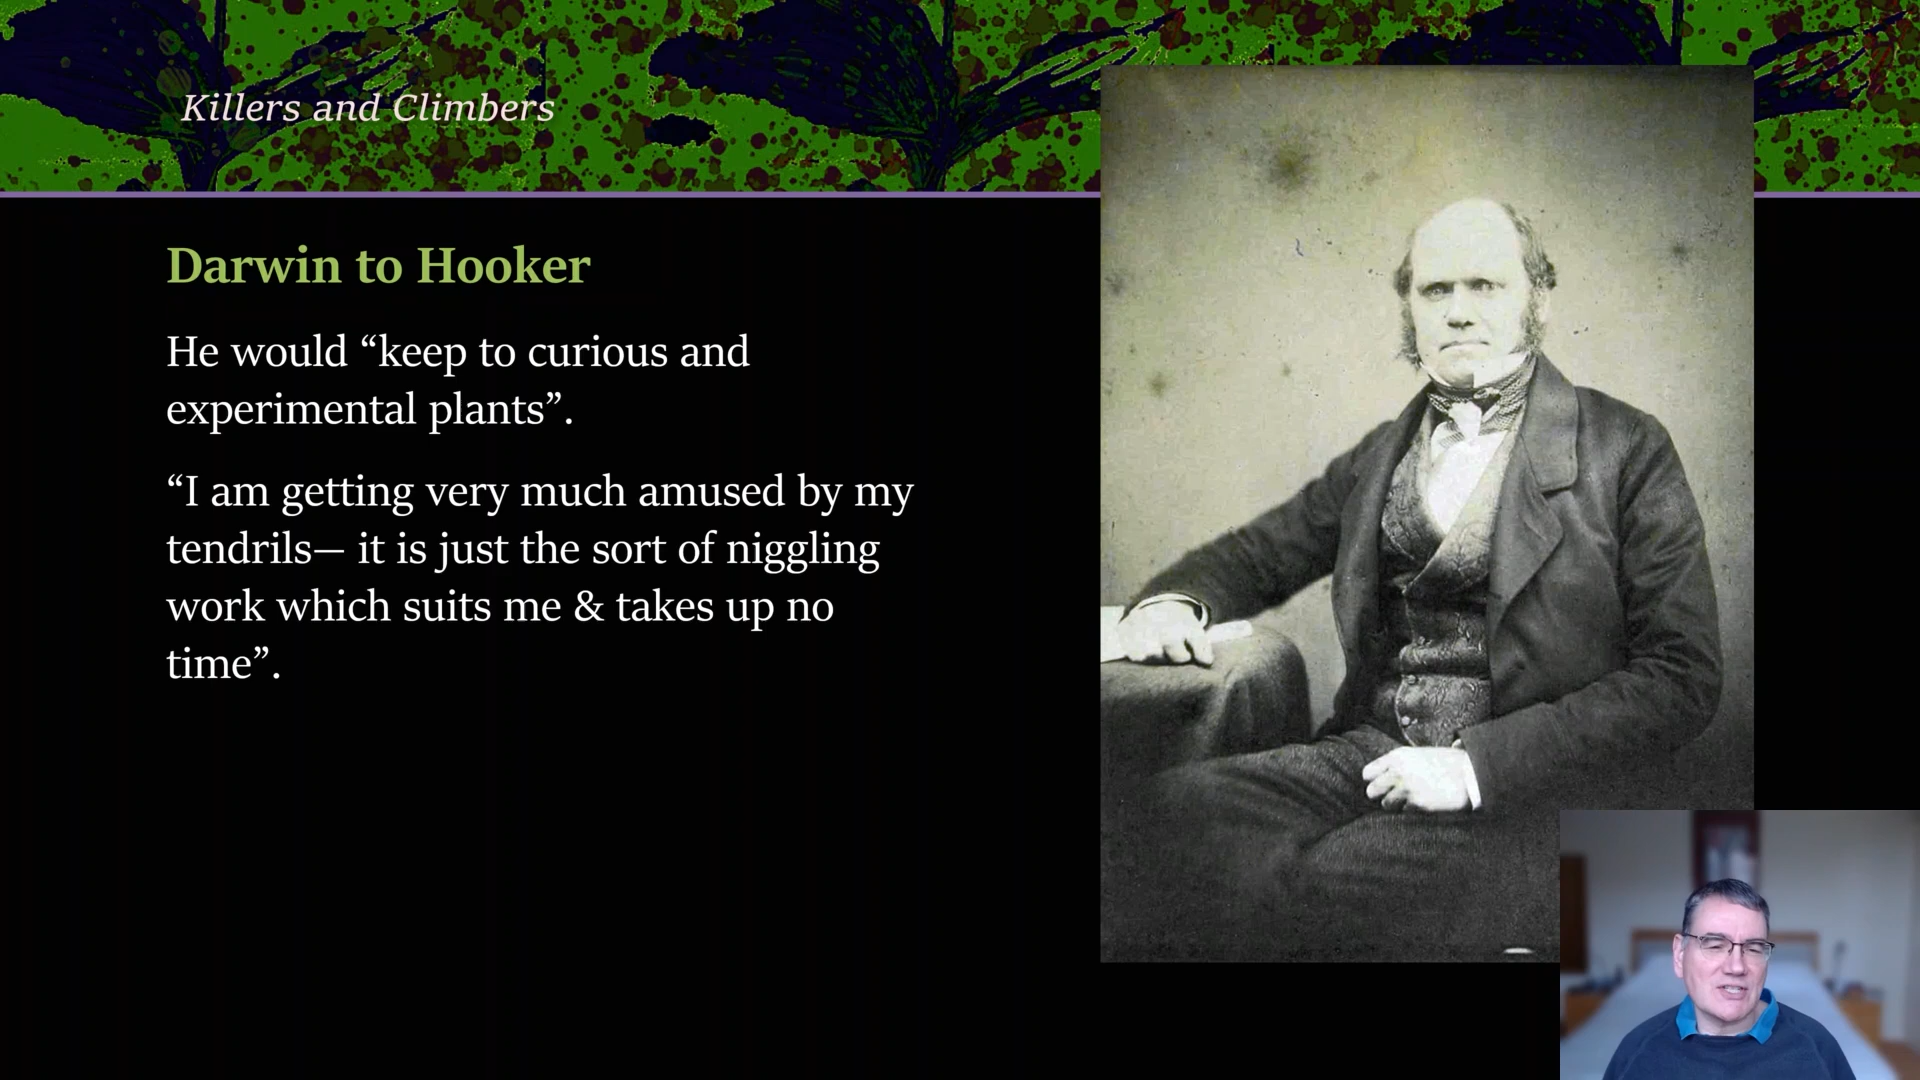 Killers and Climbers
Darwin to Hooker
He would “keep to curious and
experimental plants”.
“I am getting very much amused by my
tendrils— it is just the sort of niggling
work which suits me & takes up no
time”.